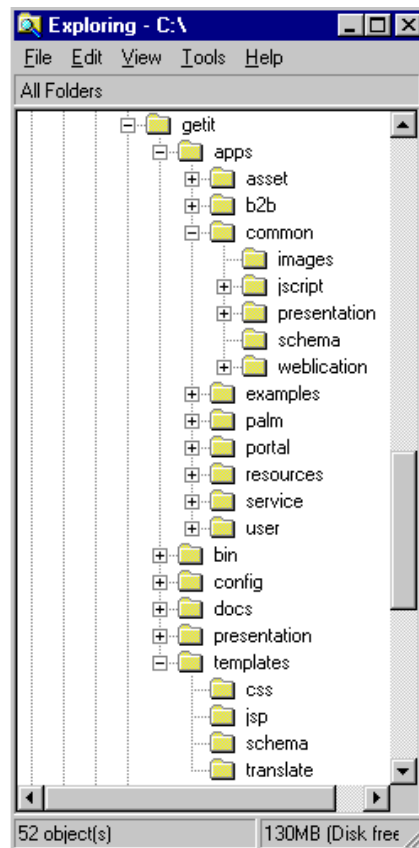 Exploring - C:\
File Edit View Tools Help
All Folders
getit
apps
asset
b2b
common
images
jscript
presentation
schema
weblication
examples
palm
portal
resources
service
user
bin
config
docs
presentation
templates
css
jsp
schema
translate
52 object(s) 130MB (Disk free